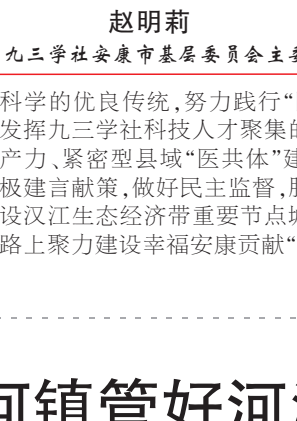 赵明莉
九三学社安康市基层委员会主
科学的优良传统,努力践行“
发挥九三学社科技人才聚集的
产力、紧密型县域“医共体”建
极建言献策,做好民主监督,
设汉江生态经济带重要节点城
路上聚力建设幸福安康贡献“
河镇管好河